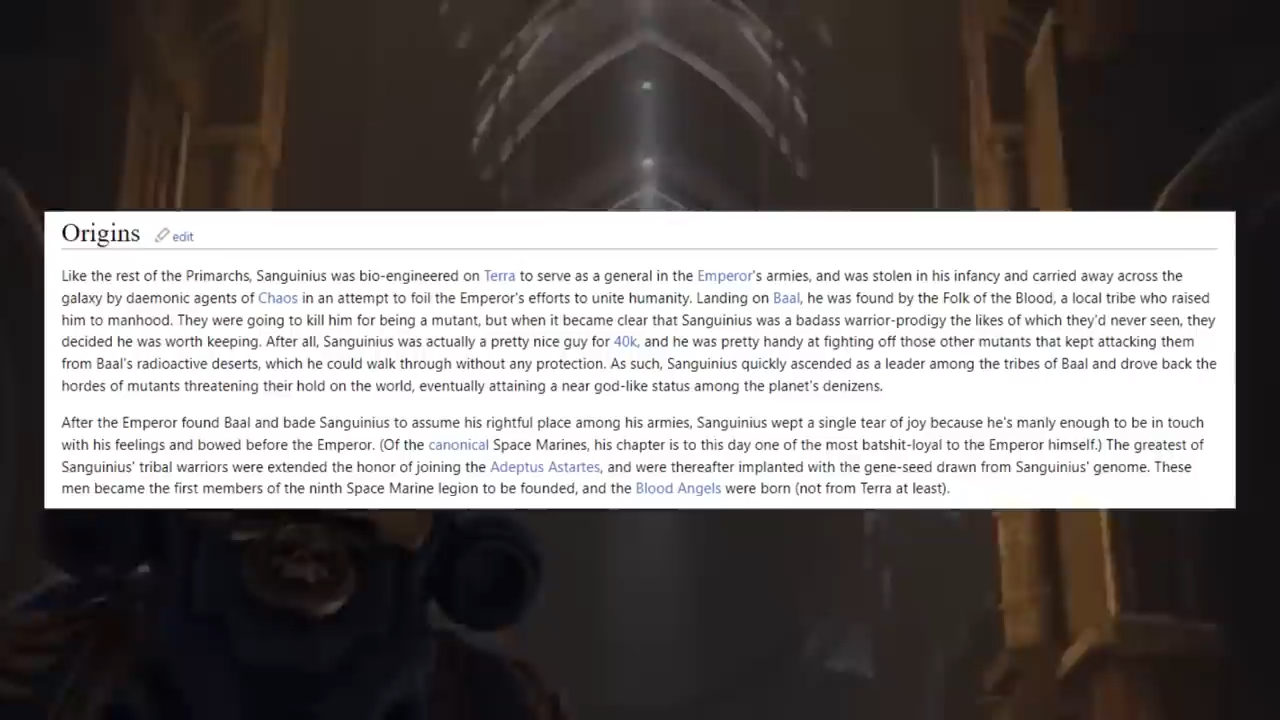 Origins edit
Like the rest of the Primarchs, Sanguinius was bio-engineered on Terra to serve as a general in the Emperor's armies, and was stolen in his infancy and carried away across the
galaxy by daemonic agents of Chaos in an attempt to foil the Emperor's efforts to unite humanity. Landing on Baal, he was found by the Folk of the Blood, a local tribe who raised
him to manhood. They were going to kill him for being a mutant, but when it became clear that Sanguinius was a badass warrior-prodigy the likes of which they'd never seen, they
decided he was worth keeping. After all, Sanguinius was actually a pretty nice guy for 40k, and he was pretty handy at fighting off those other mutants that kept attacking them
from Baal's radioactive deserts, which he could walk through without any protection. As such, Sanguinius quickly ascended as a leader among the tribes of Baal and drove back the
hordes of mutants threatening their hold on the world, eventually attaining a near god-like status among the planet's denizens.
After the Emperor found Baal and bade Sanguinius to assume his rightful place among his armies, Sanguinius wept a single tear of joy because he's manly enough to be in touch
with his feelings and bowed before the Emperor. (Of the canonical Space Marines, his chapter is to this day one of the most batshit-loyal to the Emperor himself.) The greatest of
Sanguinius' tribal warriors were extended the honor of joining the Adeptus Astartes, and were thereafter implanted with the gene-seed drawn from Sanguinius' genome. These
men became the first members of the ninth Space Marine legion to be founded, and the Blood Angels were born (not from Terra at least).